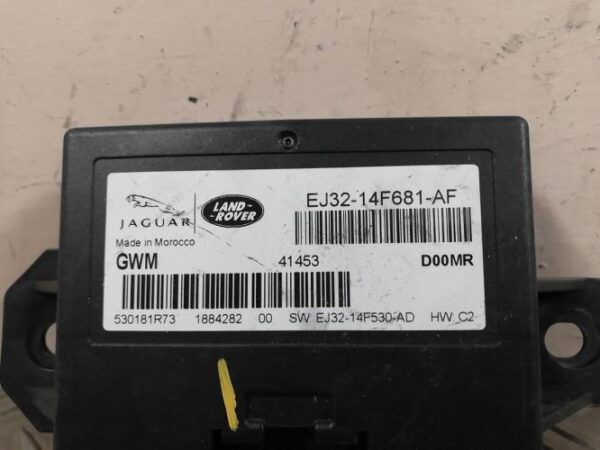 JAGUAR
LAND-
-ROVER
EJ32-14F681-AF
Made in Morocco
GWM 41453 D00MR
530181R73 1884282 00 SW EJ32-14F530-AD HW C2